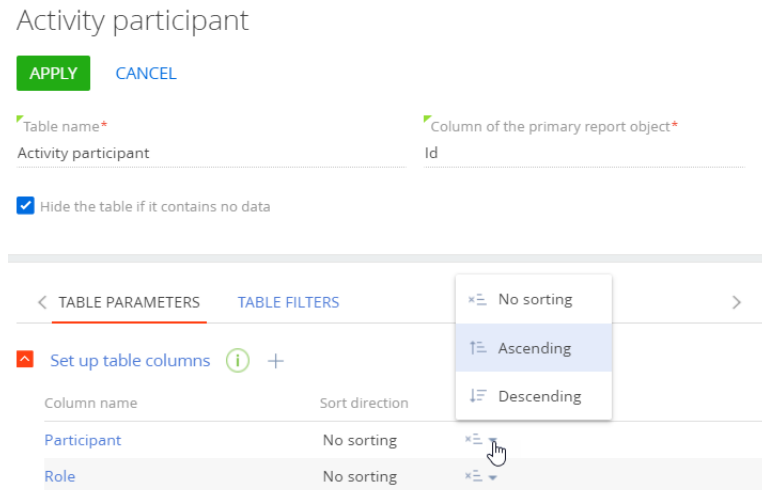 Activity participant
APPLY CANCEL
Table name* Column of the primary report object*
Activity participant Id
Hide the table if it contains no data
TABLE PARAMETERS TABLE FILTERS
No sorting
Ascending
Descending
Set up table columns i +
Column name Sort direction
Participant No sorting
Role No sorting